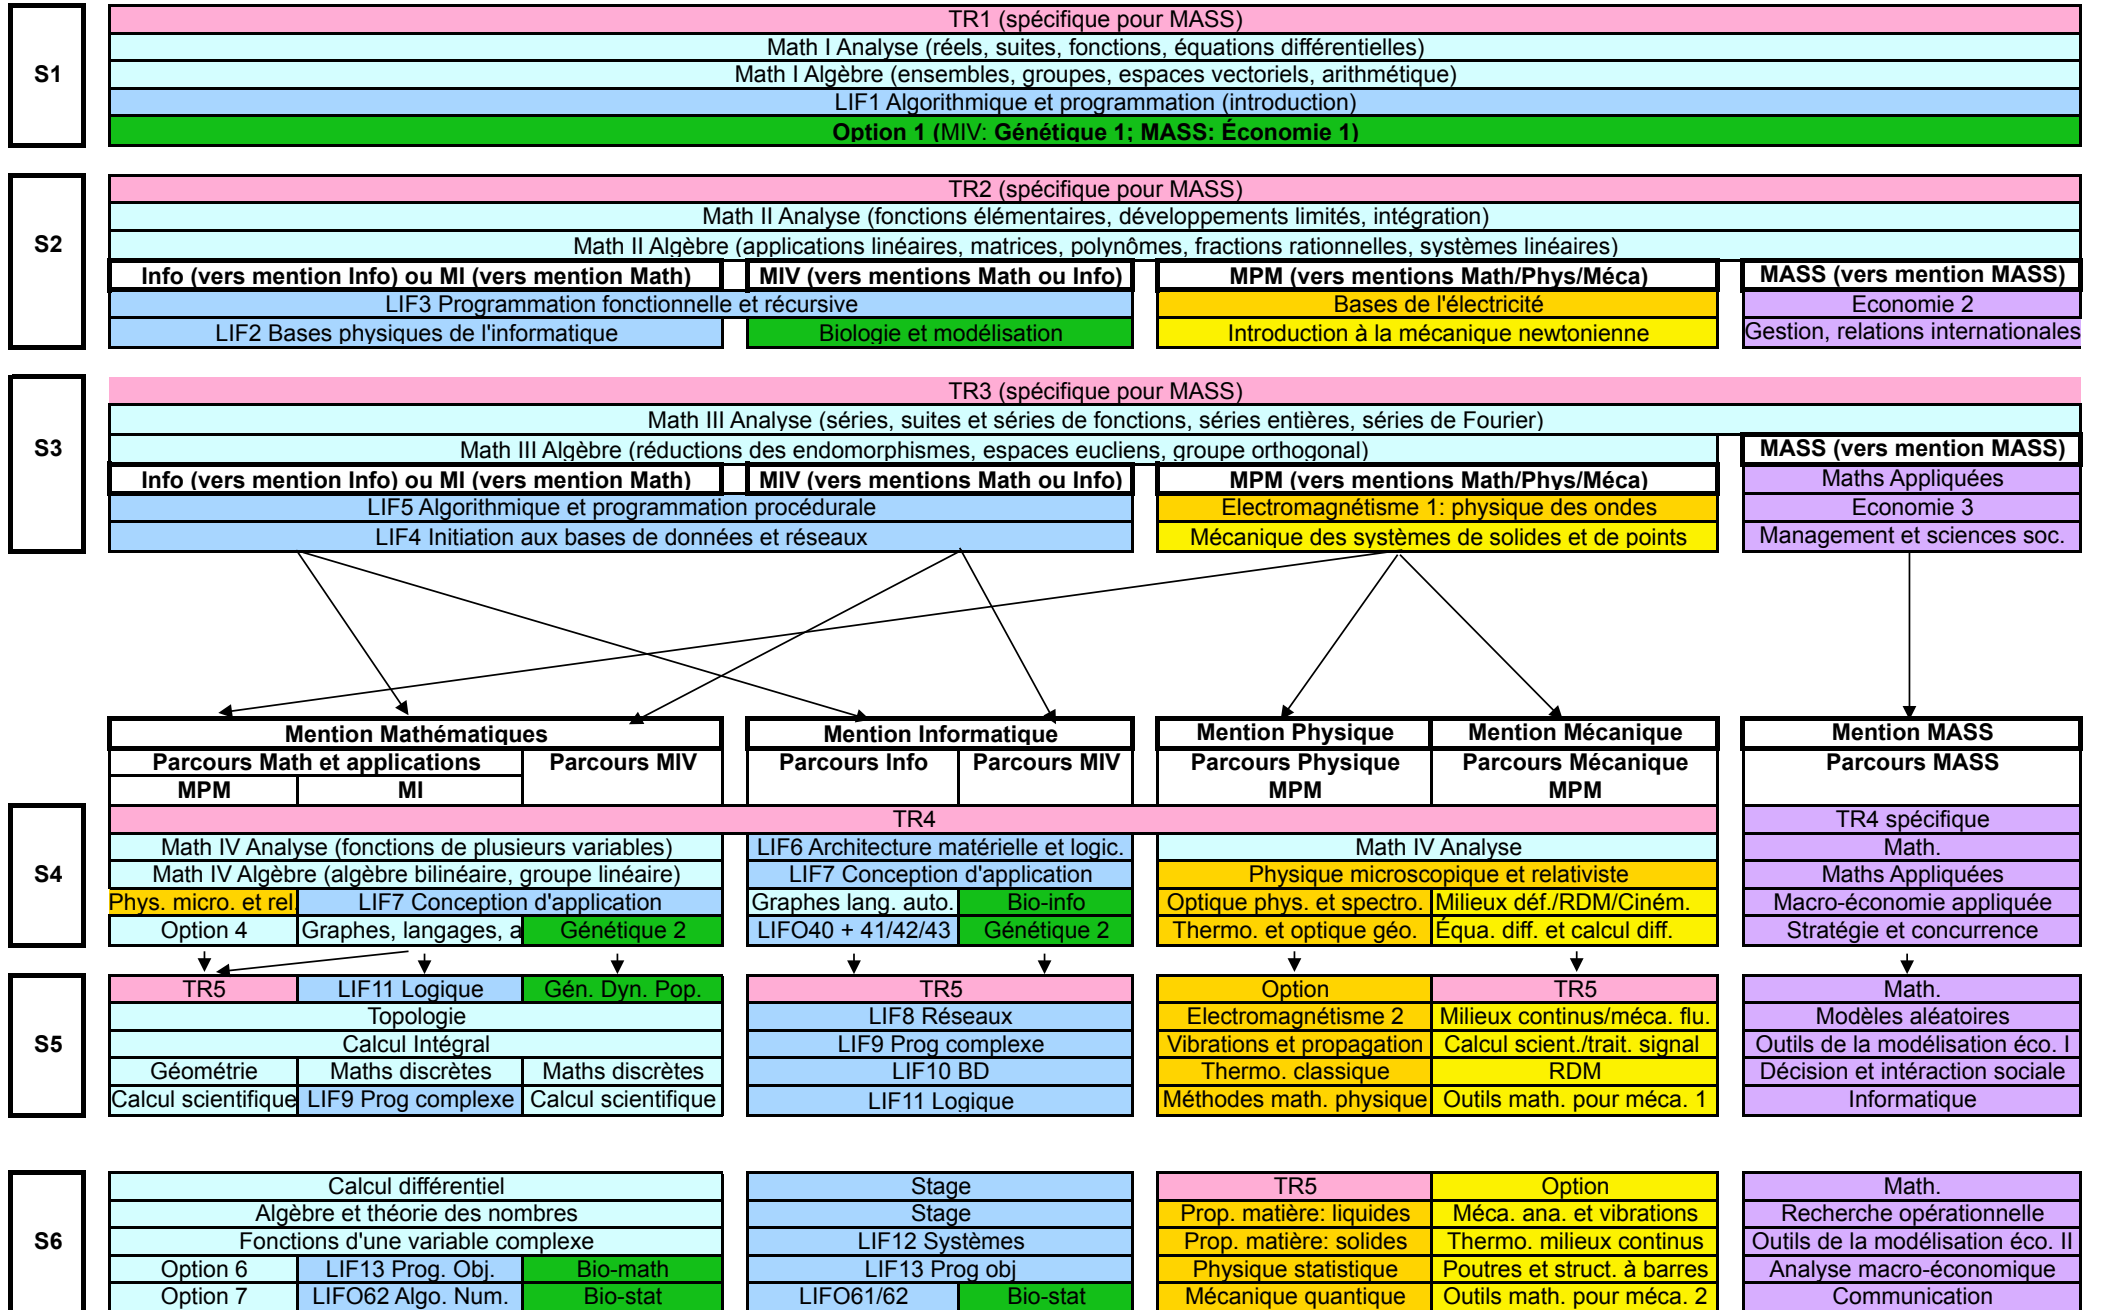 S1
TR1 (spécifique pour MASS)
Math I Analyse (réels, suites, fonctions, équations différentielles)
Math I Algèbre (ensembles, groupes, espaces vectoriels, arithmétique)
LIF1 Algorithmique et programmation (introduction)
Option 1 (MIV: Génétique 1; MASS: Économie 1)
S2
TR2 (spécifique pour MASS)
Math II Analyse (fonctions élémentaires, développements limités, intégration)
Math II Algèbre (applications linéaires, matrices, polynômes, fractions rationnelles, systèmes linéaires)
Info (vers mention Info) ou MI (vers mention Math) MIV (vers mentions Math ou Info) MPM (vers mentions Math/Phys/Méca) MASS (vers mention MASS)
LIF3 Programmation fonctionnelle et récursive Bases de l'électricité Economie 2
LIF2 Bases physiques de l'informatique Biologie et modélisation Introduction à la mécanique newtonienne Gestion, relations internationales
S3
TR3 (spécifique pour MASS)
Math III Analyse (séries, suites et séries de fonctions, séries entières, séries de Fourier)
Math III Algèbre (réductions des endomorphismes, espaces eucliens, groupe orthogonal) MASS (vers mention MASS)
Info (vers mention Info) ou MI (vers mention Math) MIV (vers mentions Math ou Info) MPM (vers mentions Math/Phys/Méca) Maths Appliquées
LIF5 Algorithmique et programmation procédurale Electromagnétisme 1: physique des ondes Economie 3
LIF4 Initiation aux bases de données et réseaux Mécanique des systèmes de solides et de points Management et sciences soc.
Mention Mathématiques Mention Informatique Mention Physique Mention Mécanique Mention MASS
Parcours Math et applications Parcours MIV Parcours Info Parcours MIV Parcours Physique Parcours Mécanique Parcours MASS
MPM MI MPM MPM
S4
TR4 TR4 spécifique
Math IV Analyse (fonctions de plusieurs variables) LIF6 Architecture matérielle et logic. Math IV Analyse Math.
Math IV Algèbre (algèbre bilinéaire, groupe linéaire) LIF7 Conception d'application Physique microscopique et relativiste Maths Appliquées
Phys. micro. et rel. LIF7 Conception d'application Graphes lang. auto. Bio-info Optique phys. et spectro. Milieux déf./RDM/Ciném. Macro-économie appliquée
Option 4 Graphes, langages, a Génétique 2 LIFO40 + 41/42/43 Génétique 2 Thermo. et optique géo. Équa. diff. et calcul diff. Stratégie et concurrence
S5
TR5 LIF11 Logique Gén. Dyn. Pop. TR5 Option TR5 Math.
Topologie LIF8 Réseaux Electromagnétisme 2 Milieux continus/méca. flu. Modèles aléatoires
Calcul Intégral LIF9 Prog complexe Vibrations et propagation Calcul scient./trait. signal Outils de la modélisation éco. I
Géométrie Maths discrètes Maths discrètes LIF10 BD Thermo. classique RDM Décision et intéraction sociale
Calcul scientifique LIF9 Prog complexe Calcul scientifique LIF11 Logique Méthodes math. physique Outils math. pour méca. 1 Informatique
S6
Calcul différentiel Stage TR5 Option Math.
Algèbre et théorie des nombres Stage Prop. matière: liquides Méca. ana. et vibrations Recherche opérationnelle
Fonctions d'une variable complexe LIF12 Systèmes Prop. matière: solides Thermo. milieux continus Outils de la modélisation éco. II
Option 6 LIF13 Prog. Obj. Bio-math LIF13 Prog obj Physique statistique Poutres et struct. à barres Analyse macro-économique
Option 7 LIFO62 Algo. Num. Bio-stat LIFO61/62 Bio-stat Mécanique quantique Outils math. pour méca. 2 Communication